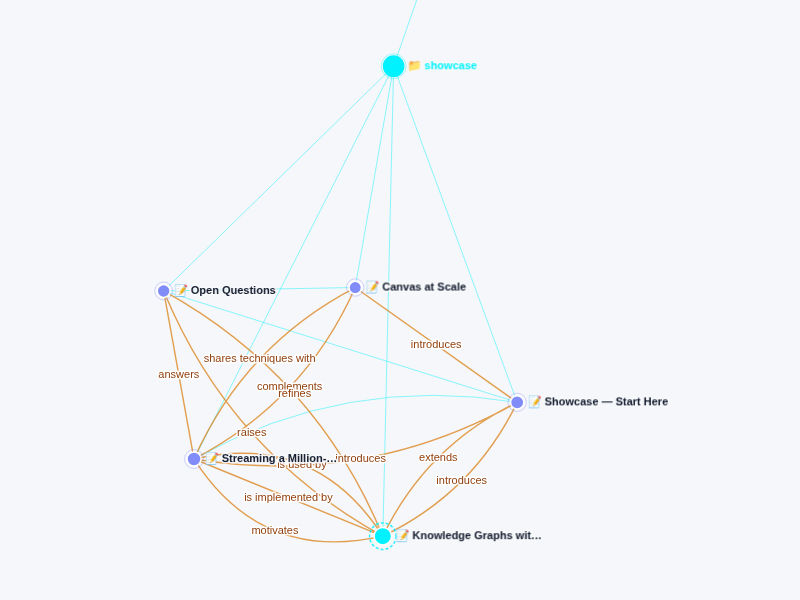 📁 showcase
📝 Open Questions
📝 Canvas at Scale
introduces
shares techniques with
answers
complements
refines
📝 Showcase — Start Here
raises
📝 Streaming a Million-…
introduces
is used by
extends
introduces
is implemented by
motivates
📝 Knowledge Graphs wit…